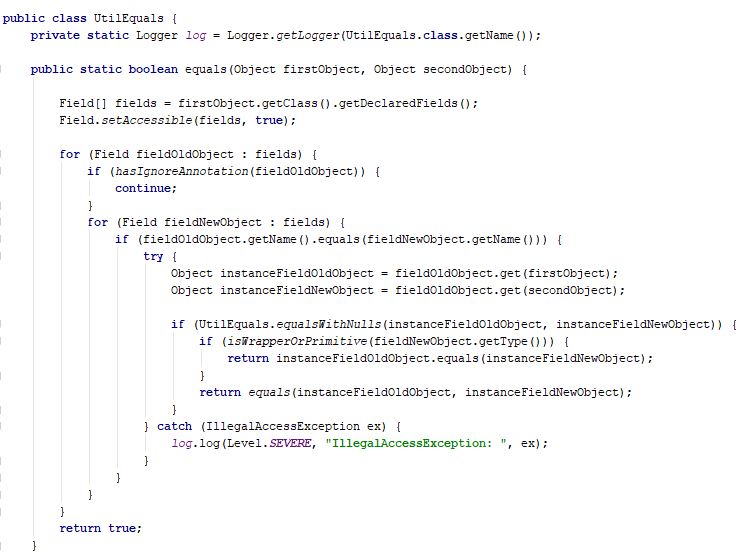 public class UtilEquals {
    private static Logger log = Logger.getLogger(UtilEquals.class.getName());
    public static boolean equals(Object firstObject, Object secondObject) {
        Field[] fields = firstObject.getClass().getDeclaredFields();
        Field.setAccessible(fields, true);
        for (Field fieldOldObject : fields) {
            if (hasIgnoreAnnotation(fieldOldObject)) {
                continue;
            }
            for (Field fieldNewObject : fields) {
                if (fieldOldObject.getName().equals(fieldNewObject.getName())) {
                    try {
                        Object instanceFieldOldObject = fieldOldObject.get(firstObject);
                        Object instanceFieldNewObject = fieldOldObject.get(secondObject);
                        if (UtilEquals.equalsWithNulls(instanceFieldOldObject, instanceFieldNewObject)) {
                            if (isWrapperOrPrimitive(fieldNewObject.getType())) {
                                return instanceFieldOldObject.equals(instanceFieldNewObject);
                            }
                            return equals(instanceFieldOldObject, instanceFieldNewObject);
                        }
                    } catch (IllegalAccessException ex) {
                        log.log(Level.SEVERE, "IllegalAccessException: ", ex);
                    }
                }
            }
        }
        return true;
    }